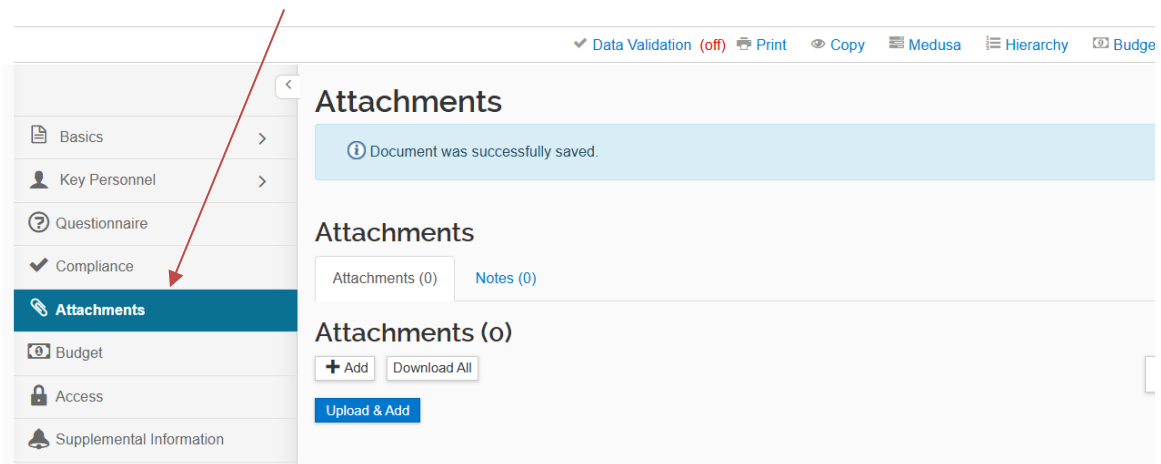 Data Validation (off) Print Copy Medusa Hierarchy Budge
Attachments
Document was successfully saved.
Basics
Key Personnel
Questionnaire
Compliance
Attachments
Budget
Access
Supplemental Information
Attachments
Attachments (0) Notes (0)
Attachments (0)
Add Download All
Upload & Add